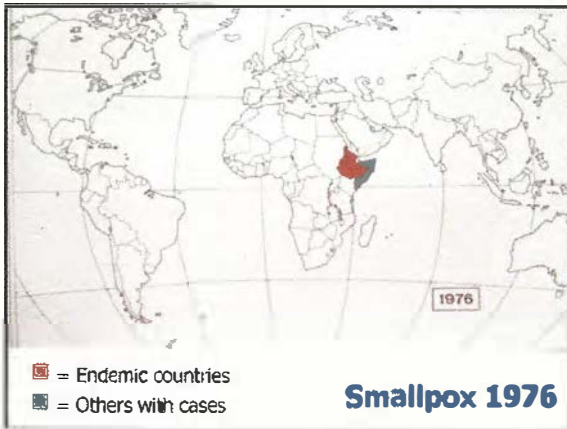 1976
= Endemic countries
= Others with cases
Smallpox 1976